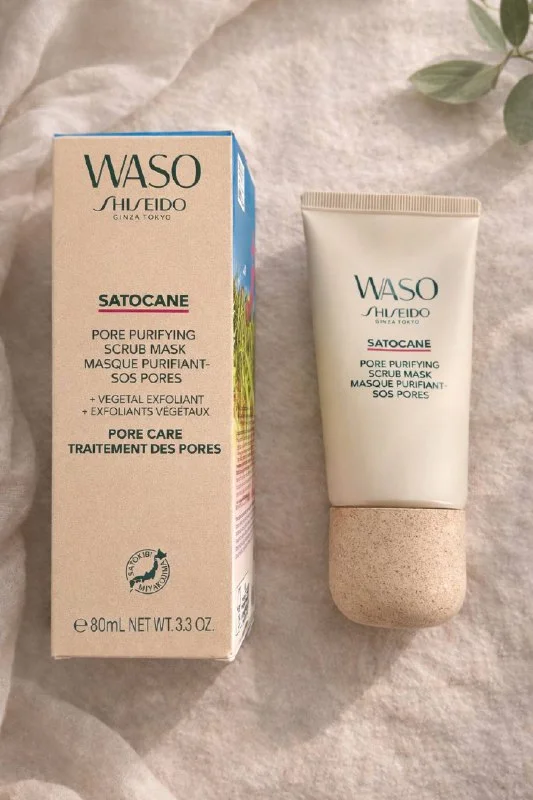 WASO
SHISEIDO
GINZA TOKYO
SATOCANE
PORE PURIFYING
SCRUB MASK
MASQUE PURIFIANT-
SOS PORES
+ VEGETAL EXFOLIANT
+ EXFOLIANTS VÉGÉTAUX
PORE CARE
TRAITEMENT DES PORES
SATOKIBI
MIYAKOJIMA
e 80mL NET WT. 3.3 OZ.
WASO
SHISEIDO
GINZA TOKYO
SATOCANE
PORE PURIFYING
SCRUB MASK
MASQUE PURIFIANT-
SOS PORES